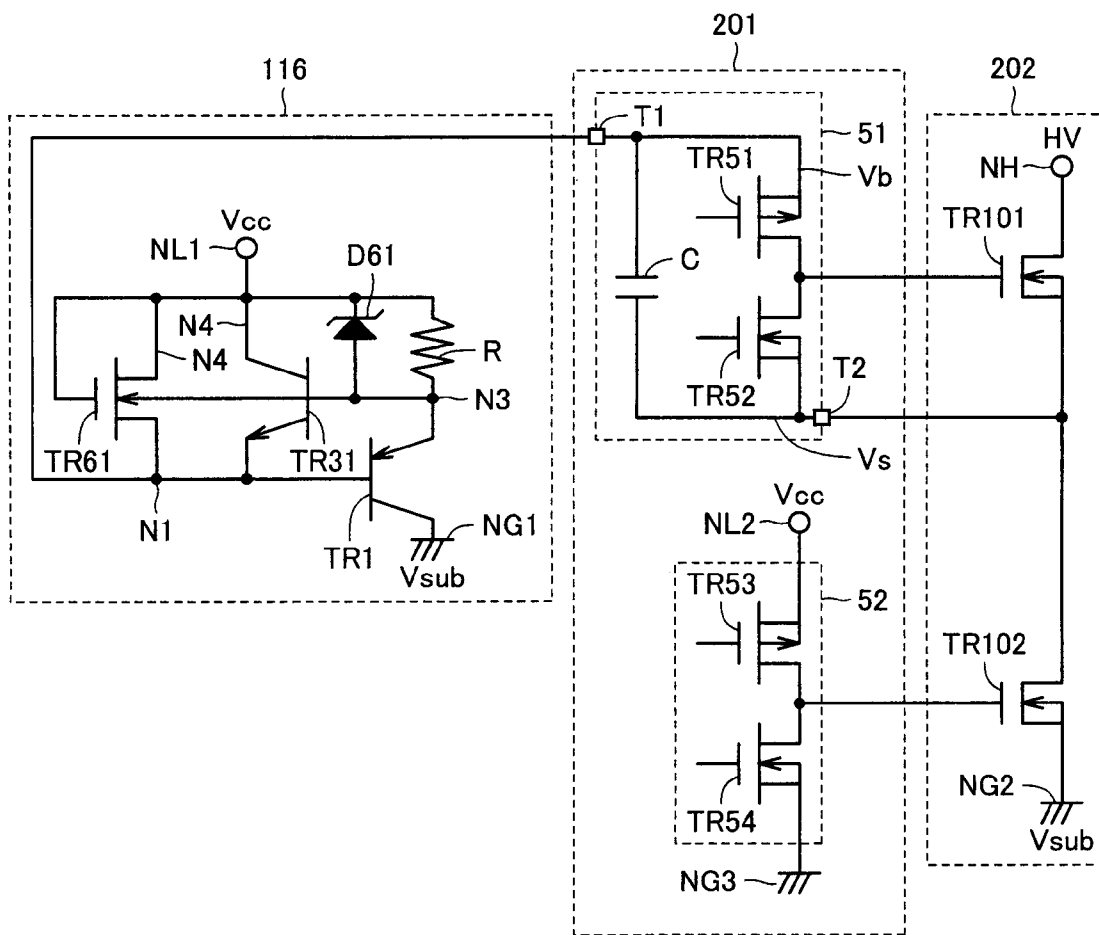 201
116
202
T1
51
HV
TR51
Vb
NH
Vcc
TR101
NL1
D61
C
N4
N4
R
T2
N3
TR52
TR61
TR31
Vs
N1
Vcc
NG1
NL2
TR1
Vsub
TR53
52
TR102
NG2
TR54
Vsub
NG3